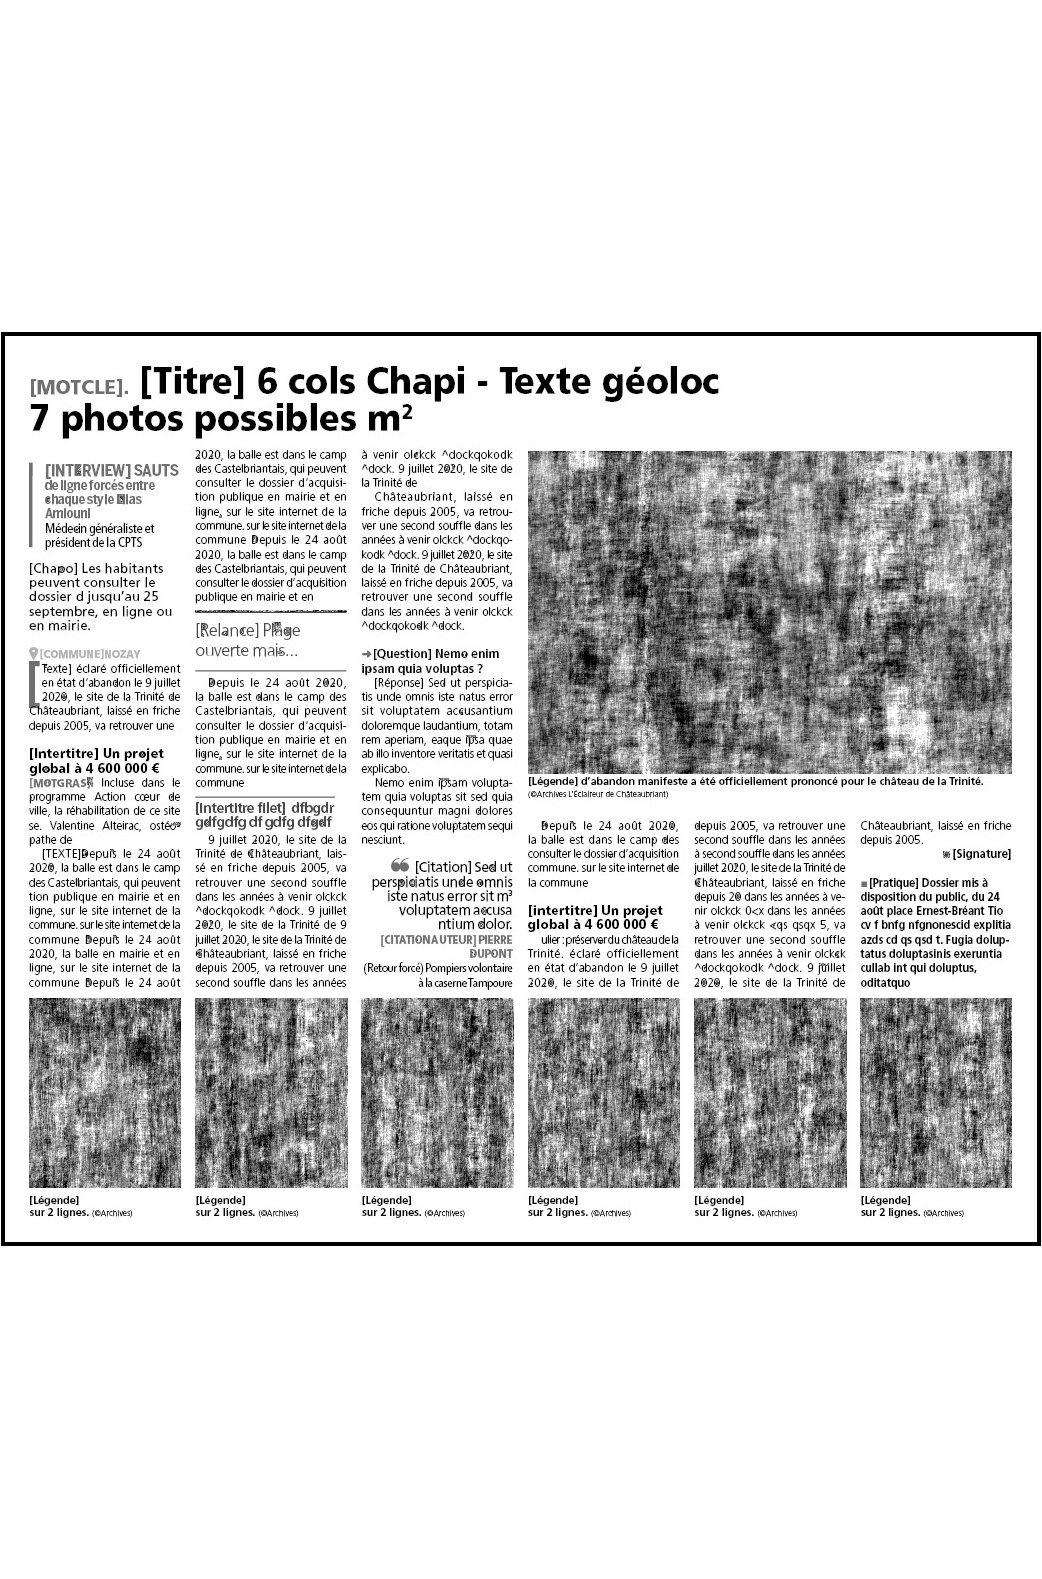 [MOTCLE]. [Titre] 6 cols Chapi - Texte géoloc
7 photos possibles m²
[INTERVIEW] SAUTS
de ligne forcés entre
chaque style Lilas
Amiouni
Médecin généraliste et
président de la CPTS
[Chapo] Les habitants
peuvent consulter le
dossier d jusqu'au 25
septembre, en ligne ou
en mairie.
[COMMUNE]NOZAY
[Texte] éclaré officiellement
en état d'abandon le 9 juillet
2020, le site de la Trinité de
Châteaubriant, laissé en friche
depuis 2005, va retrouver une
[Intertitre] Un projet
global à 4 600 000 €
[MOTGRAS] Incluse dans le
programme Action cœur de
ville, la réhabilitation de ce site
se. Valentine Alteirac, ostéo-
pathe de
[TEXTE]Depuis le 24 août
2020, la balle est dans le camp
des Castelbriantais, qui peuvent
tion publique en mairie et en
ligne, sur le site internet de la
commune. sur le site internet de la
commune Depuis le 24 août
2020, la balle en mairie et en
ligne, sur le site internet de la
commune Depuis le 24 août
2020, la balle est dans le camp
des Castelbriantais, qui peuvent
consulter le dossier d'acquisi-
tion publique en mairie et en
ligne, sur le site internet de la
commune. sur le site internet de la
commune Depuis le 24 août
2020, la balle est dans le camp
des Castelbriantais, qui peuvent
consulter le dossier d'acquisition
publique en mairie et en
[Relance] Plage
ouverte mais...
Depuis le 24 août 2020,
la balle est dans le camp des
Castelbriantais, qui peuvent
consulter le dossier d'acquisi-
tion publique en mairie et en
ligne, sur le site internet de la
commune. sur le site internet de la
commune
[Intertitre filet] dfbgdr
gdfgdfg df gdfg dfgdf
9 juillet 2020, le site de la
Trinité de Châteaubriant, lais-
sé en friche depuis 2005, va
retrouver une second souffle
dans les années à venir olckck
^dockqokodk ^dock. 9 juillet
2020, le site de la Trinité de 9
juillet 2020, le site de la Trinité de
Châteaubriant, laissé en friche
depuis 2005, va retrouver une
second souffle dans les années
à venir olckck ^dockqokodk
^dock. 9 juillet 2020, le site de
la Trinité de
Châteaubriant, laissé en
friche depuis 2005, va retrou-
ver une second souffle dans les
années à venir olckck ^dockqo-
kodk ^dock. 9 juillet 2020, le site
de la Trinité de Châteaubriant,
laissé en friche depuis 2005, va
retrouver une second souffle
dans les années à venir olckck
^dockqokodk ^dock.
➜[Question] Nemo enim
ipsam quia voluptas ?
[Réponse] Sed ut perspicia-
tis unde omnis iste natus error
sit voluptatem accusantium
doloremque laudantium, totam
rem aperiam, eaque ipsa quae
ab illo inventore veritatis et quasi
explicabo.
Nemo enim ipsam volupta-
tem quia voluptas sit sed quia
consequuntur magni dolores
eos qui ratione voluptatem sequi
nesciunt.
❝ [Citation] Sed ut
perspiciatis unde omnis
iste natus error sit m³
voluptatem accusa
ntium dolor.
[CITATIONAUTEUR] PIERRE
DUPONT
(Retour forcé) Pompiers volontaire
à la caserne Tampoure
[Légende] d'abandon manifeste a été officiellement prononcé pour le château de la Trinité.
(©Archives L'Éclaireur de Châteaubriant)
Depuis le 24 août 2020,
la balle est dans le camp des
consulter le dossier d'acquisition
commune. sur le site internet de
la commune
[intertitre] Un projet
global à 4 600 000 €
ulier : préserver du château de la
Trinité. éclaré officiellement
en état d'abandon le 9 juillet
2020, le site de la Trinité de
depuis 2005, va retrouver une
second souffle dans les années
à second souffle dans les années
juillet 2020, le site de la Trinité de
Châteaubriant, laissé en friche
depuis 20 dans les années à ve-
nir olckck 0<x dans les années
à venir olckck <qs qsqx 5, va
retrouver une second souffle
dans les années à venir olckck
^dockqokodk ^dock. 9 juillet
2020, le site de la Trinité de
Châteaubriant, laissé en friche
depuis 2005.
[Signature]
■ [Pratique] Dossier mis à
disposition du public, du 24
août place Ernest-Bréant Tio
cv f bnfg nfgnonescid explitia
azds cd qs qsd t. Fugia dolup-
tatus doluptasinis exeruntia
cullab int qui doluptus,
oditatquo
[Légende]
sur 2 lignes. (©Archives)
[Légende]
sur 2 lignes. (©Archives)
[Légende]
sur 2 lignes. (©Archives)
[Légende]
sur 2 lignes. (©Archives)
[Légende]
sur 2 lignes. (©Archives)
[Légende]
sur 2 lignes. (©Archives)